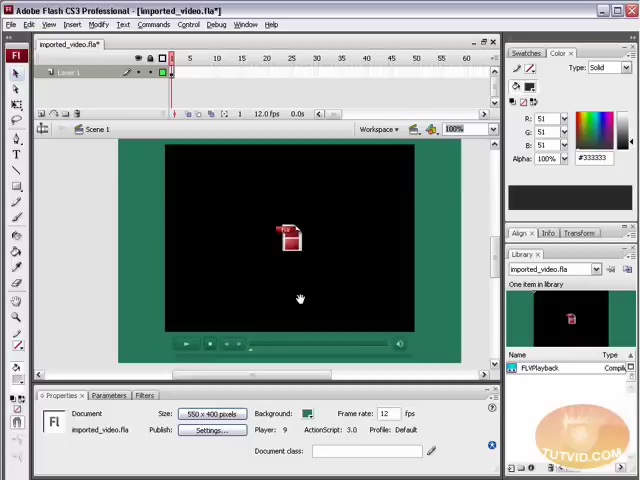 Adobe Flash CS3 Professional - [imported_video.fla*]
File Edit View Insert Modify Text Commands Control Debug Window Help
imported_video.fla*
1 5 10 15 20 25 30 35 40 45 50 55 60
Layer 1
1 12.0 fps 0.0s
Scene 1 Workspace 100%
FLV
Properties Parameters Filters
Document Size: 550 x 400 pixels Background: Frame rate: 12 fps
imported_video.fla Publish: Settings... Player: 9 ActionScript: 3.0 Profile: Default
Document class:
Swatches Color
Type: Solid
R: 51
G: 51
B: 51
Alpha: 100% #333333
Align Info Transform
Library
imported_video.fla
One item in library
Name Type
FLVPlayback Compil
TUTVID.COM